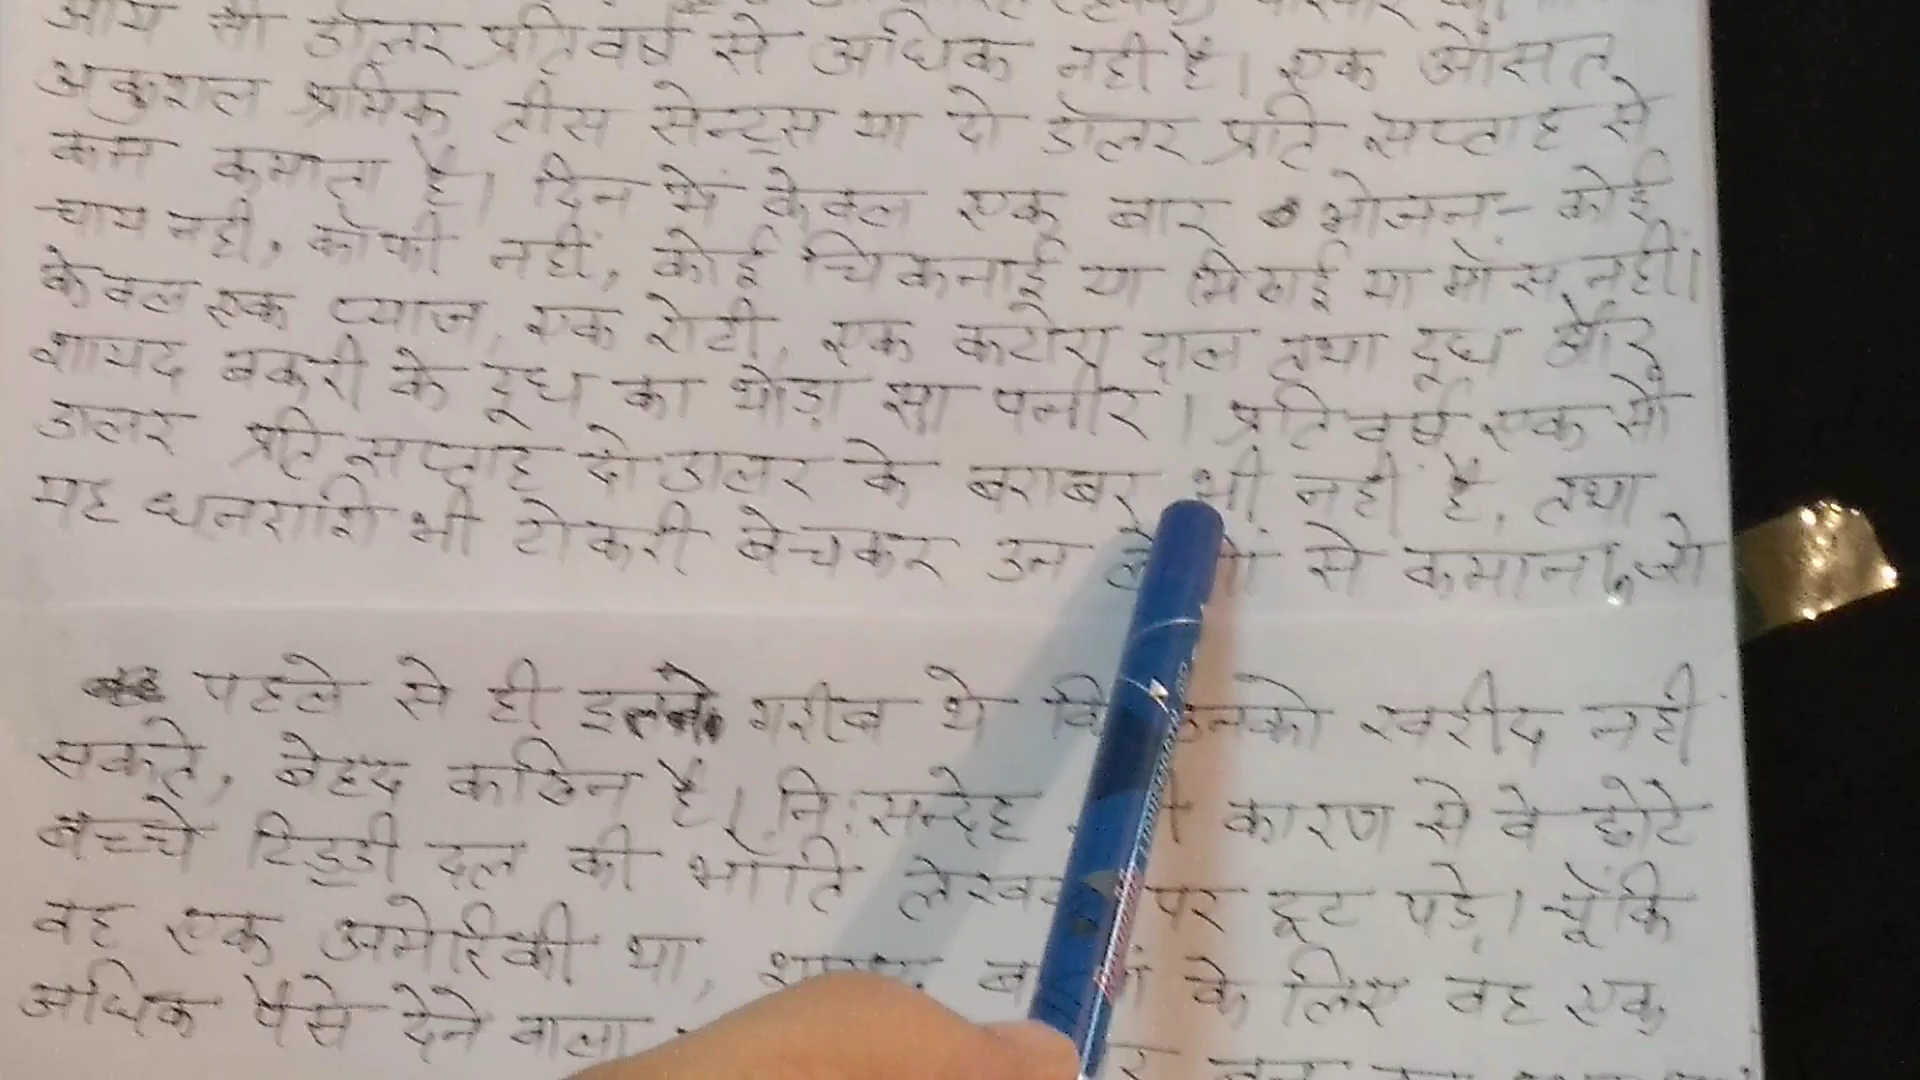 आय सौ डॉलर प्रतिवर्ष से अधिक नही है। एक औसत
अकुशल श्रमिक तीस सेन्ट्स या दो डॉलर प्रति सप्ताह से
कम कमाता है। दिन में केवल एक बार भोजन- कोई
चाय नही, कॉफी नहीं, कोई चिकनाई या मिठाई या माँस नहीं।
केवल एक प्याज, एक रोटी, एक कटोरा दाल तथा दूध और
शायद बकरी के दूध का थोड़ा सा पनीर। प्रतिवर्ष एक सौ
डालर प्रति सप्ताह दो डालर के बराबर भी नहीं है, तथा
यह धनराशि भी टोकरी बेचकर उन से कमाना, जो
पहले से ही इतने गरीब थे उनको खरीद नहीं
सकते, बेहद कठिन है। नि:सन्देह कारण से वे छोटे
बच्चे टिड्डी दल की भाँति पर टूट पड़े। चूँकि
वह एक अमेरिकी था, के लिए वह एक
अधिक पैसे देने वाला